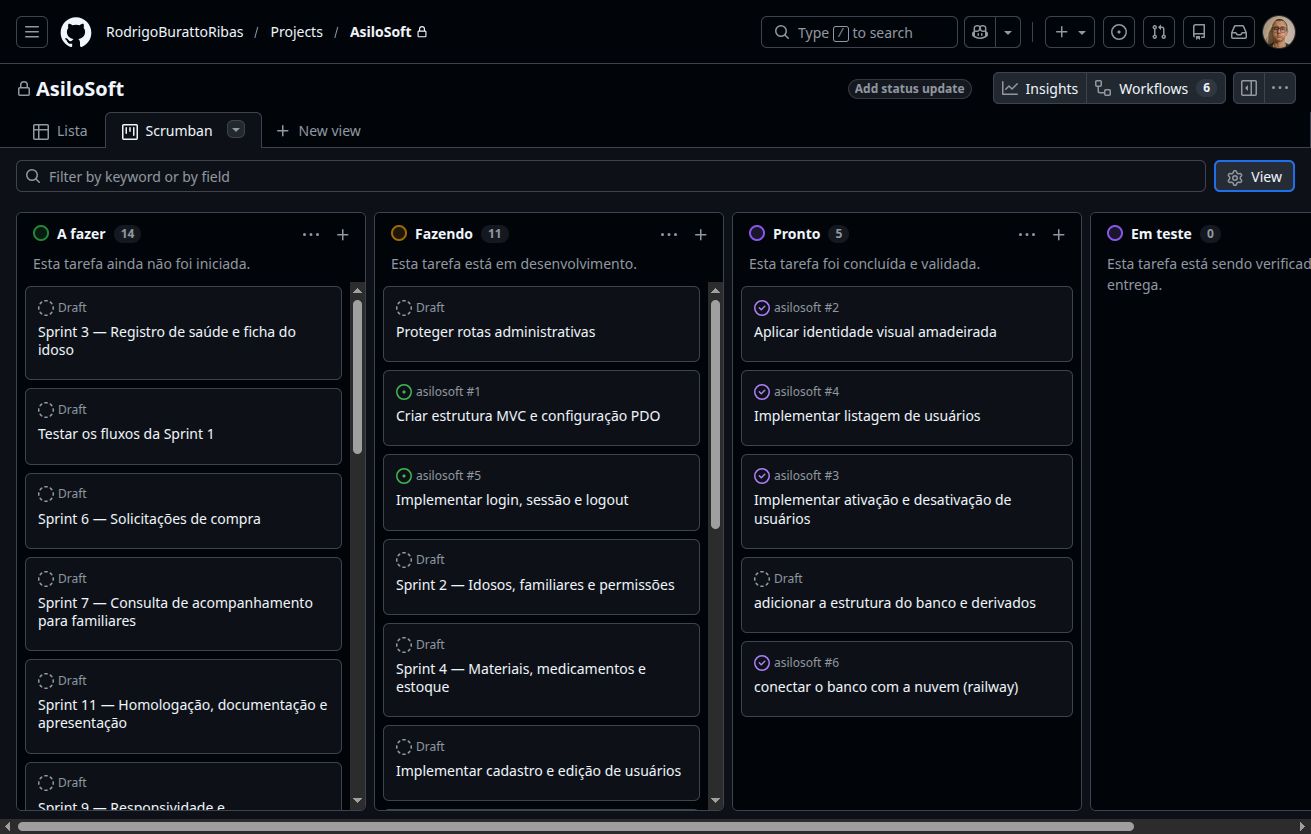 RodrigoBurattoRibas / Projects / AsiloSoft
Type / to search
AsiloSoft
Add status update
Insights
Workflows 6
Lista
Scrumban
New view
Filter by keyword or by field
View
A fazer 14
Esta tarefa ainda não foi iniciada.
Draft
Sprint 3 — Registro de saúde e ficha do
idoso
Draft
Testar os fluxos da Sprint 1
Draft
Sprint 6 — Solicitações de compra
Draft
Sprint 7 — Consulta de acompanhamento
para familiares
Draft
Sprint 11 — Homologação, documentação e
apresentação
Draft
Sprint 9 — Responsividade e
Fazendo 11
Esta tarefa está em desenvolvimento.
Draft
Proteger rotas administrativas
asilosoft #1
Criar estrutura MVC e configuração PDO
asilosoft #5
Implementar login, sessão e logout
Draft
Sprint 2 — Idosos, familiares e permissões
Draft
Sprint 4 — Materiais, medicamentos e
estoque
Draft
Implementar cadastro e edição de usuários
Pronto 5
Esta tarefa foi concluída e validada.
asilosoft #2
Aplicar identidade visual amadeirada
asilosoft #4
Implementar listagem de usuários
asilosoft #3
Implementar ativação e desativação de
usuários
Draft
adicionar a estrutura do banco e derivados
asilosoft #6
conectar o banco com a nuvem (railway)
Em teste 0
Esta tarefa está sendo verificad
entrega.